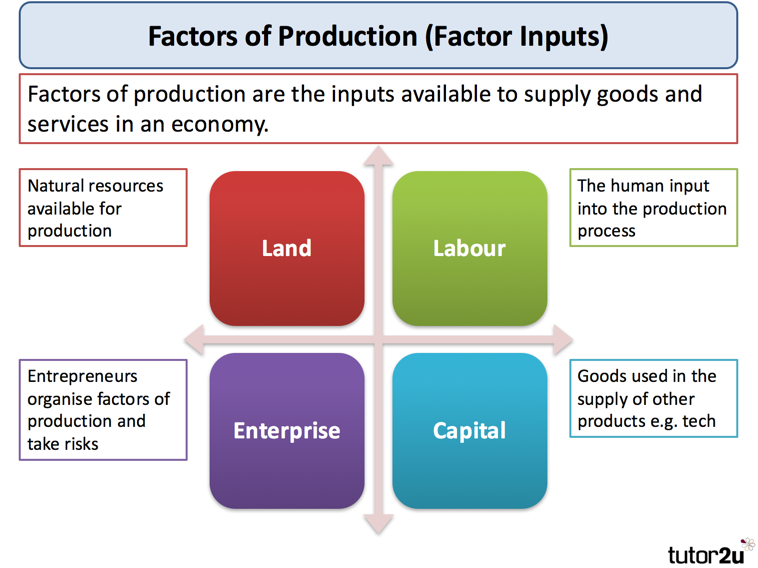 Factors of Production (Factor Inputs)
Factors of production are the inputs available to supply goods and
services in an economy.
Natural resources
available for
production
Land
Labour
The human input
into the production
process
Entrepreneurs
organise factors of
production and
take risks
Enterprise
Capital
Goods used in the
supply of other
products e.g. tech
tutor2u